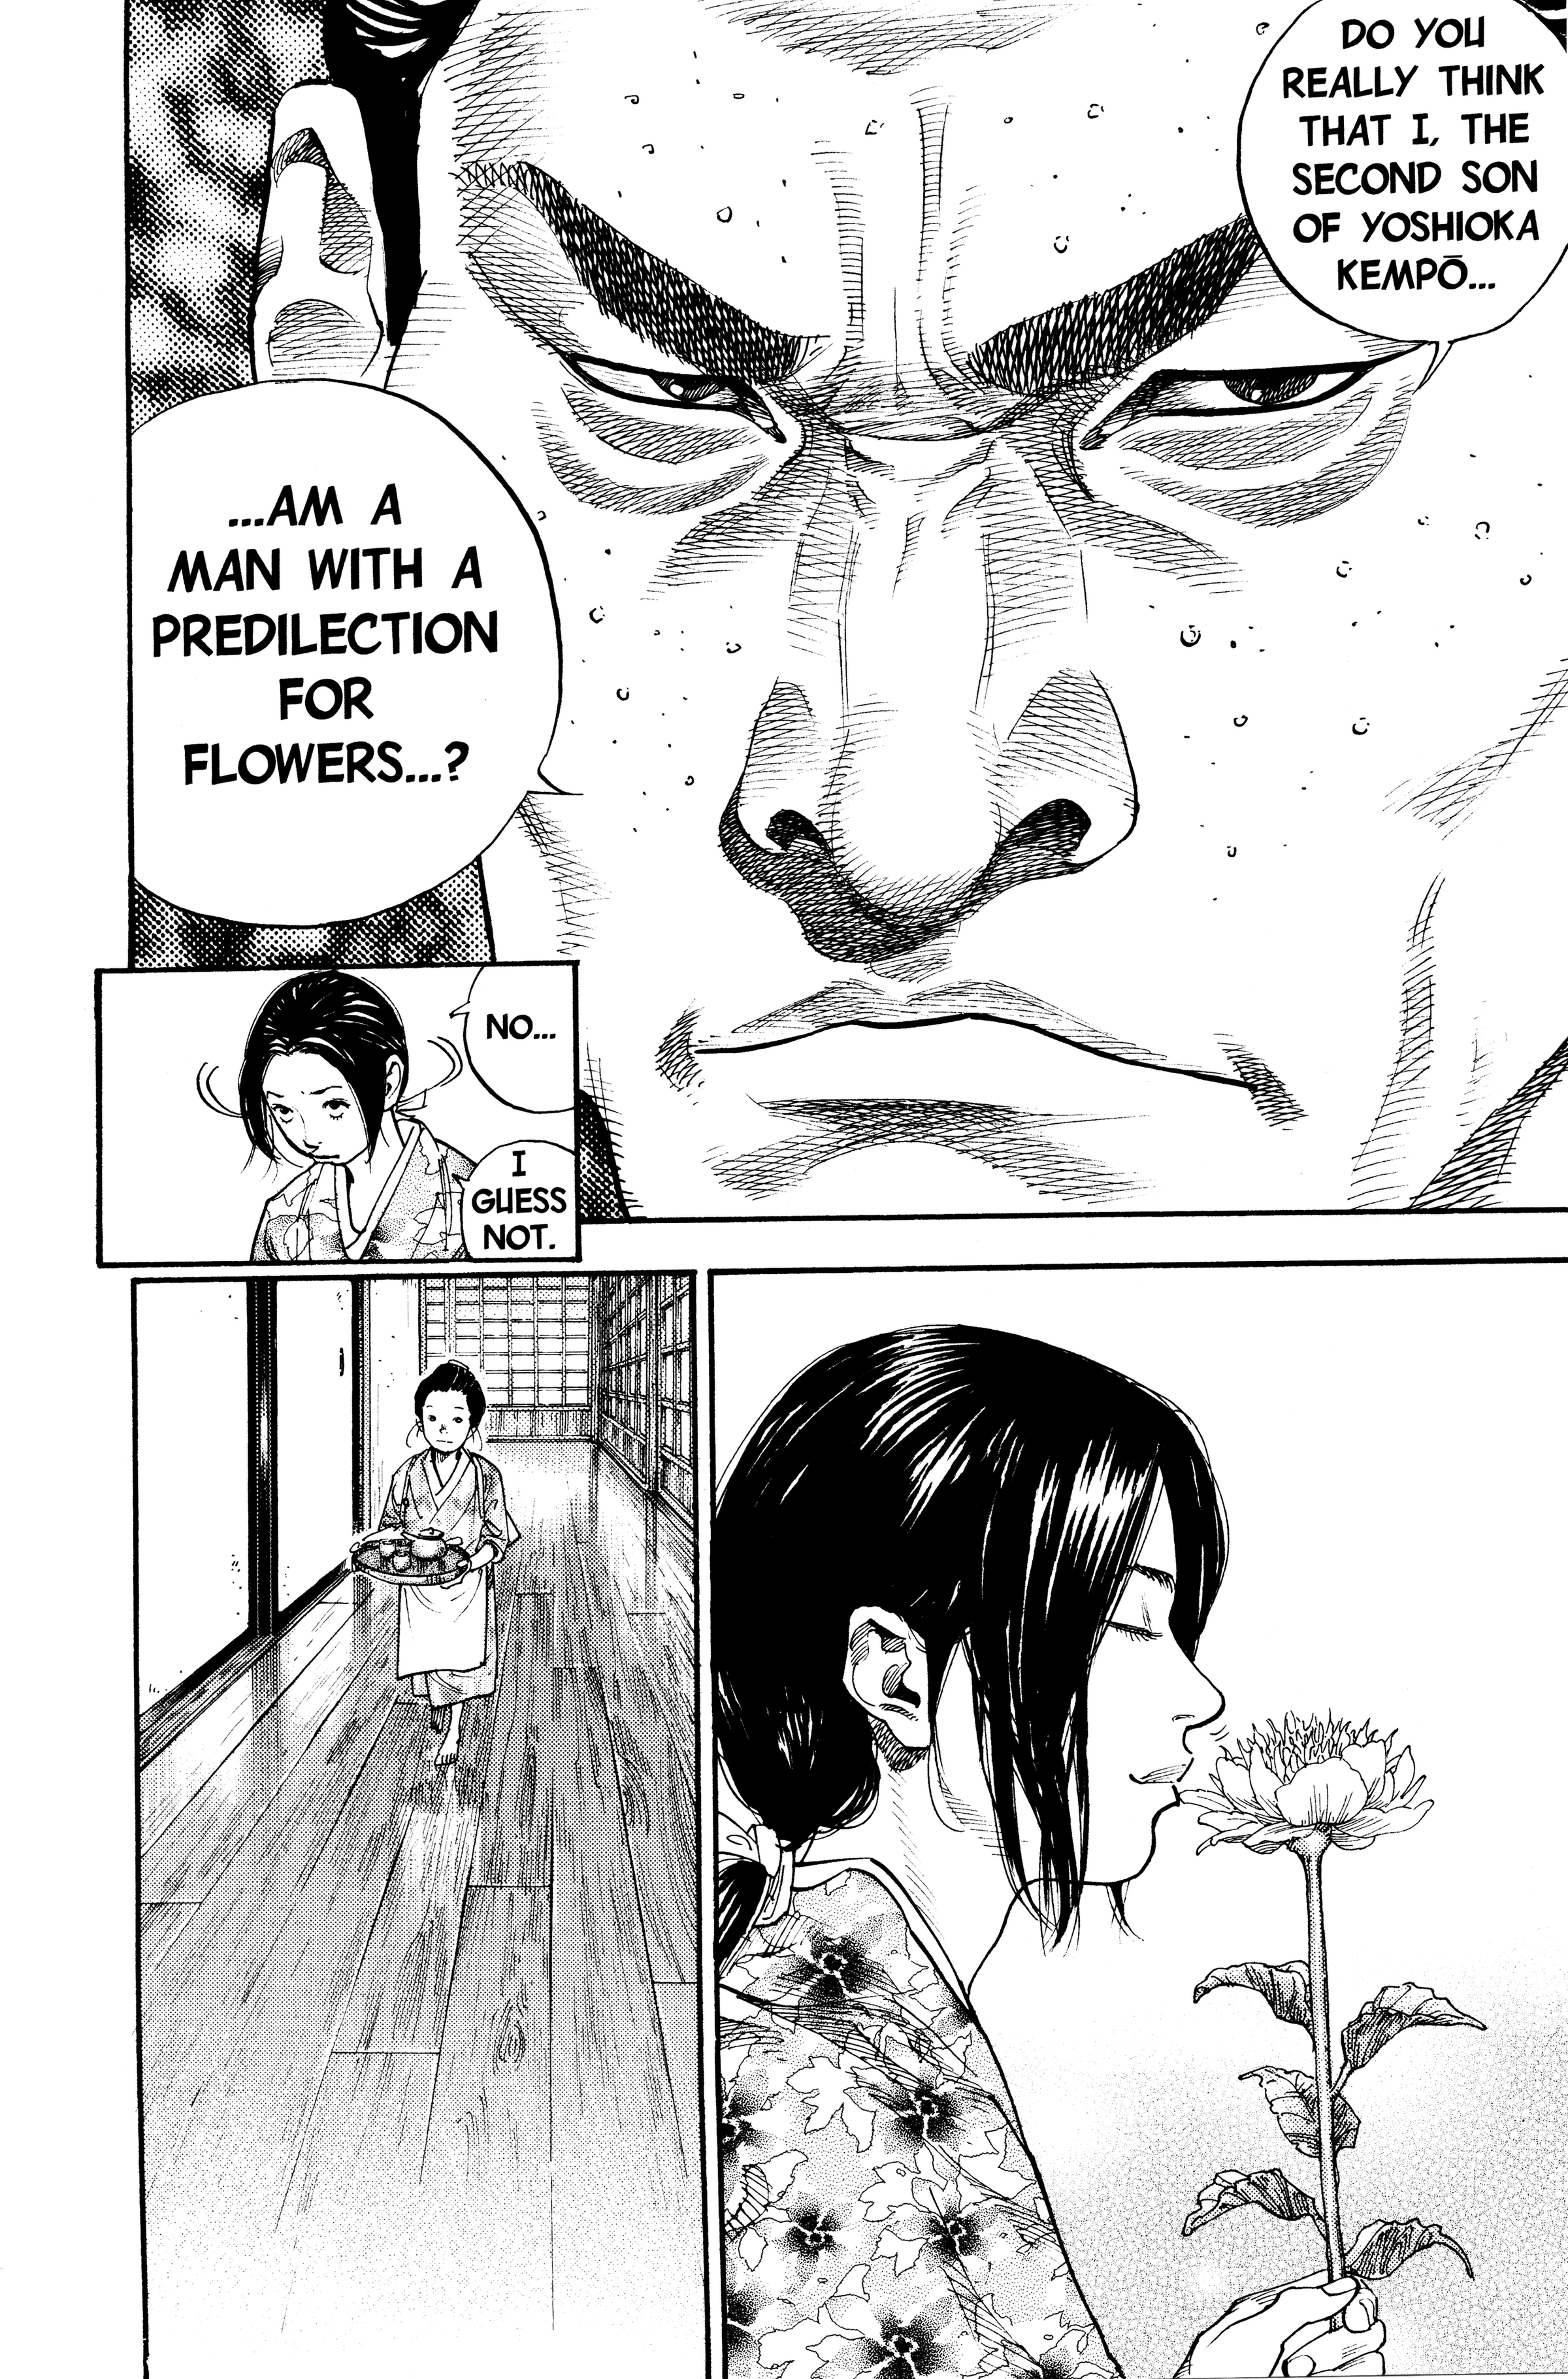 DO YOU
REALLY THINK
THAT I, THE
SECOND SON
OF YOSHIOKA
KEMPŌ...
...AM A
MAN WITH A
PREDILECTION
FOR
FLOWERS...?
NO...
I
GUESS
NOT.